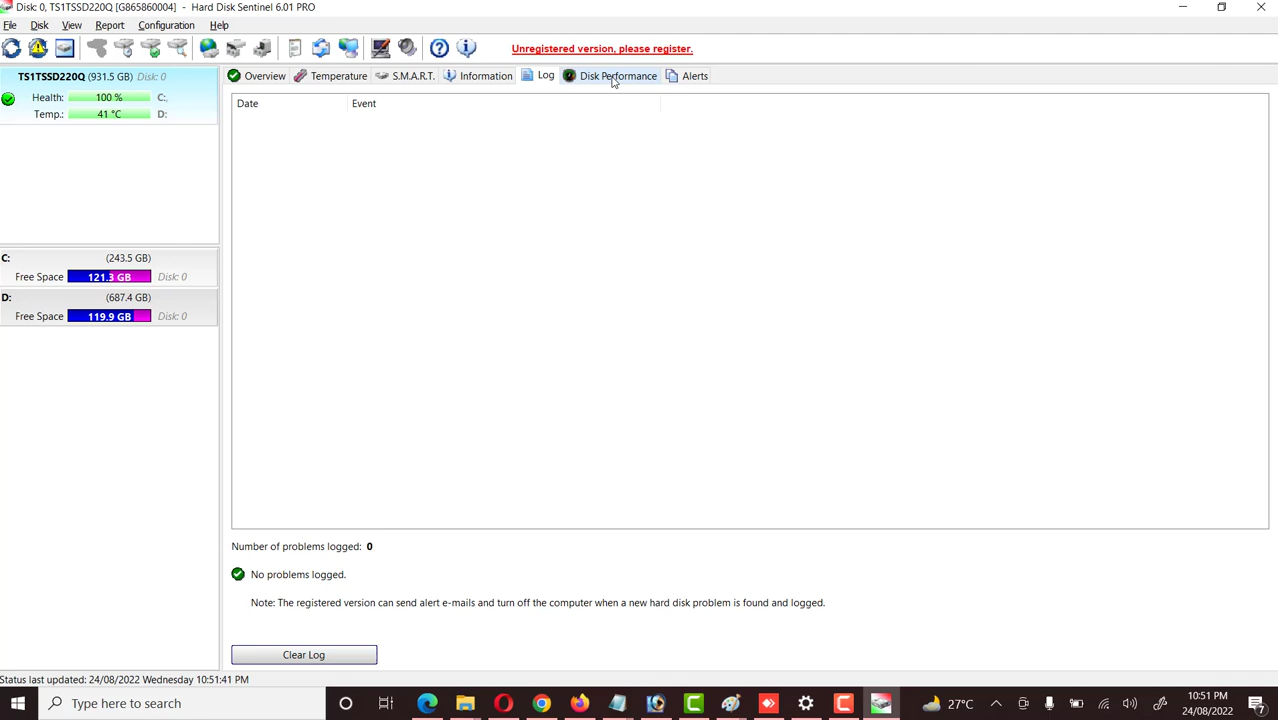 Disk: 0, TS1TSSD220Q [G865860004] - Hard Disk Sentinel 6.01 PRO
File Disk View Report Configuration Help
Unregistered version, please register.
TS1TSSD220Q (931.5 GB) Disk: 0
Health: 100 % C:,
Temp.: 41 °C D:
Overview Temperature S.M.A.R.T. Information Log Disk Performance Alerts
Date Event
C: (243.5 GB)
Free Space 121.3 GB Disk: 0
D: (687.4 GB)
Free Space 119.9 GB Disk: 0
Number of problems logged: 0
No problems logged.
Note: The registered version can send alert e-mails and turn off the computer when a new hard disk problem is found and logged.
Clear Log
Status last updated: 24/08/2022 Wednesday 10:51:41 PM
Type here to search
27°C
10:51 PM
24/08/2022
7